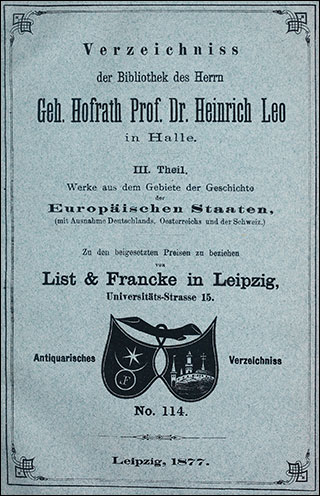 Verzeichniss
der Bibliothek des Herrn
Geh. Hofrath Prof. Dr. Heinrich Leo
in Halle.
III. Theil.
Werke aus dem Gebiete der Geschichte
der
Europäischen Staaten,
(mit Ausnahme Deutschlands, Oesterreichs und der Schweiz.)
Zu den beigesetzten Preisen zu beziehen
von
List & Francke in Leipzig,
Universitäts-Strasse 15.
Antiquarisches Verzeichniss
No. 114.
Leipzig, 1877.